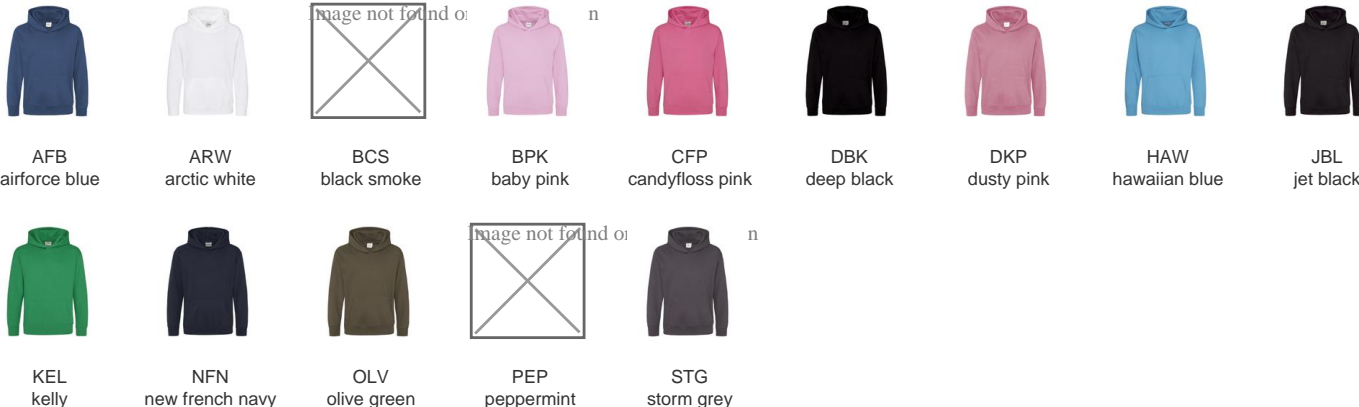 Image not found or n
AFB ARW BCS BPK CFP DBK DKP HAW JBL
airforce blue arctic white black smoke baby pink candyfloss pink deep black dusty pink hawaiian blue jet black
Image not found or n
KEL NFN OLV PEP STG
kelly new french navy olive green peppermint storm grey